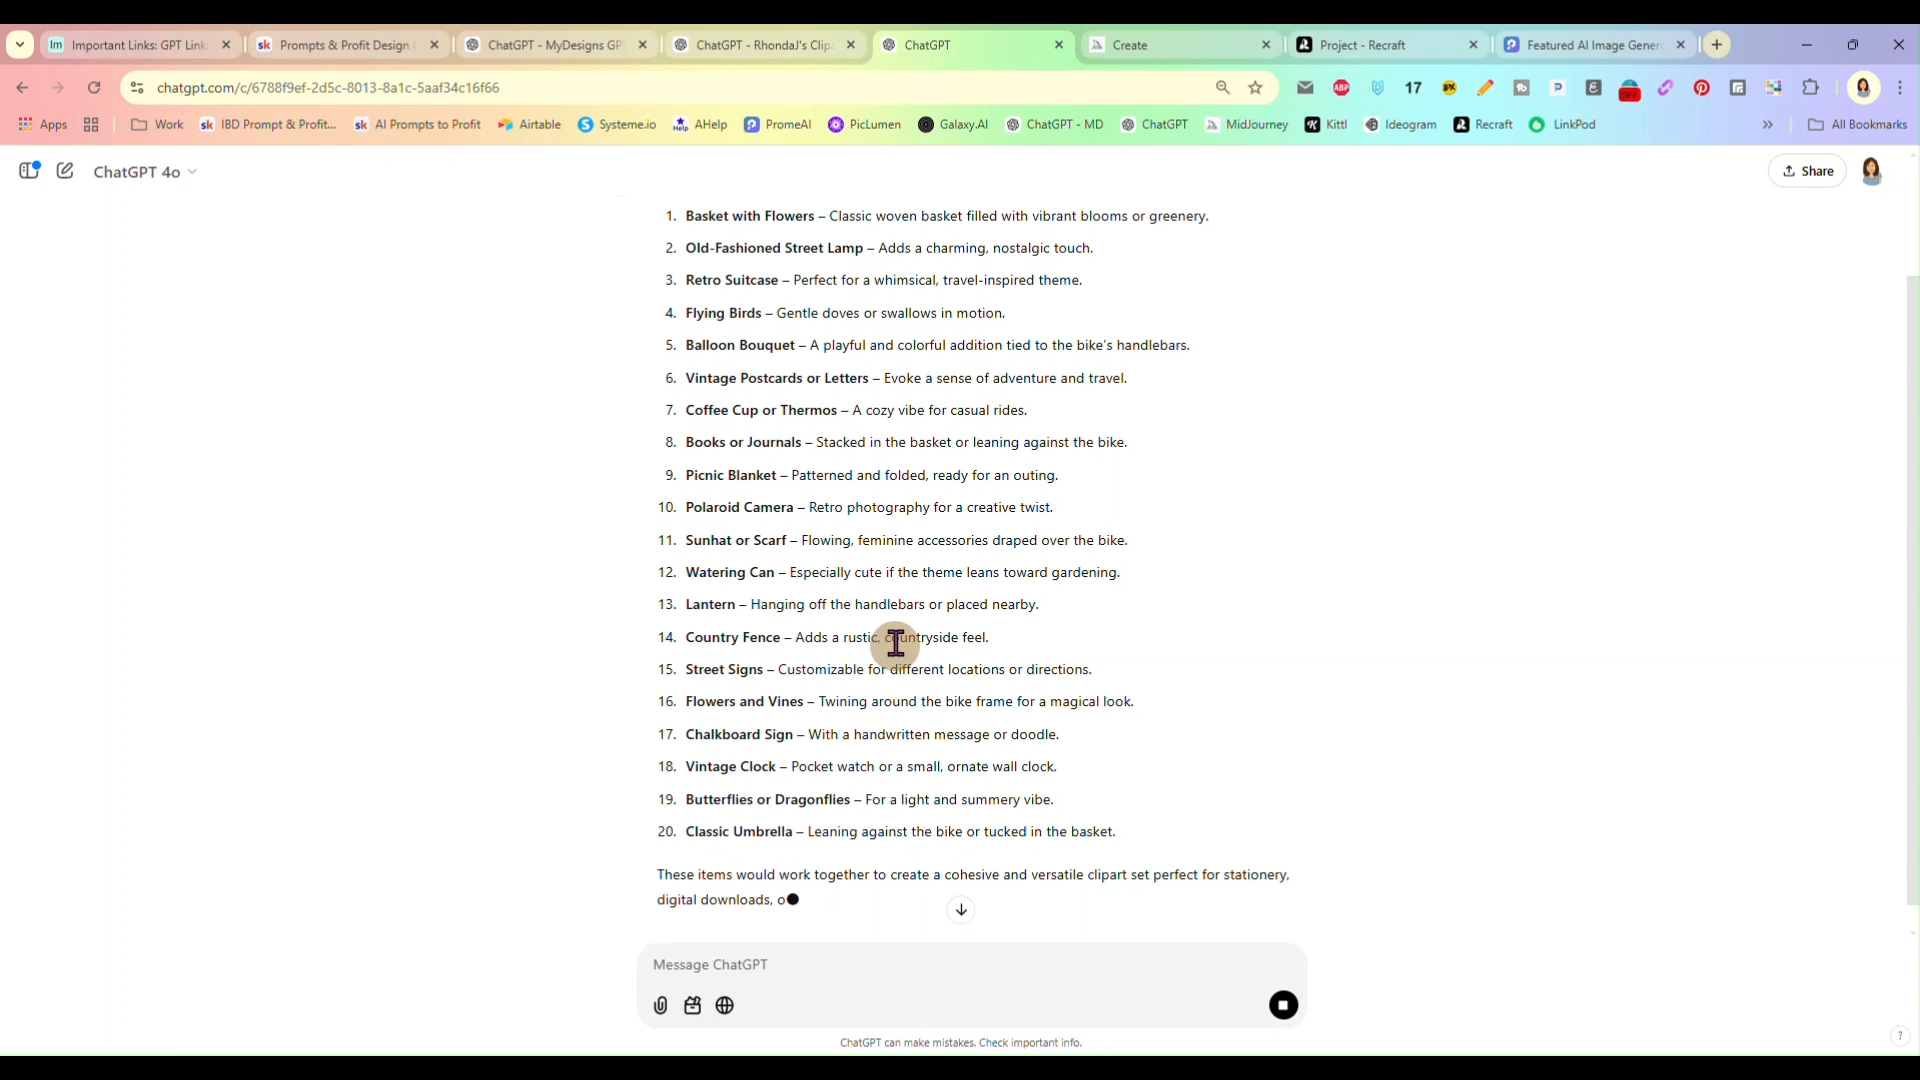 Im Important Links: GPT Link
sk Prompts & Profit Design
ChatGPT - MyDesigns GP
ChatGPT - RhondaJ's Clip
ChatGPT
Create
Project - Recraft
Featured AI Image Gener
chatgpt.com/c/6788f9ef-2d5c-8013-8a1c-5aaf34c16f66
ABP
17
Apps
Work
sk IBD Prompt & Profit...
sk AI Prompts to Profit
Airtable
Systeme.io
AHelp
PromeAI
PicLumen
Galaxy.AI
ChatGPT - MD
ChatGPT
MidJourney
Kittl
Ideogram
Recraft
LinkPod
All Bookmarks
ChatGPT 4o
Share
1. Basket with Flowers – Classic woven basket filled with vibrant blooms or greenery.
2. Old-Fashioned Street Lamp – Adds a charming, nostalgic touch.
3. Retro Suitcase – Perfect for a whimsical, travel-inspired theme.
4. Flying Birds – Gentle doves or swallows in motion.
5. Balloon Bouquet – A playful and colorful addition tied to the bike's handlebars.
6. Vintage Postcards or Letters – Evoke a sense of adventure and travel.
7. Coffee Cup or Thermos – A cozy vibe for casual rides.
8. Books or Journals – Stacked in the basket or leaning against the bike.
9. Picnic Blanket – Patterned and folded, ready for an outing.
10. Polaroid Camera – Retro photography for a creative twist.
11. Sunhat or Scarf – Flowing, feminine accessories draped over the bike.
12. Watering Can – Especially cute if the theme leans toward gardening.
13. Lantern – Hanging off the handlebars or placed nearby.
14. Country Fence – Adds a rustic, countryside feel.
15. Street Signs – Customizable for different locations or directions.
16. Flowers and Vines – Twining around the bike frame for a magical look.
17. Chalkboard Sign – With a handwritten message or doodle.
18. Vintage Clock – Pocket watch or a small, ornate wall clock.
19. Butterflies or Dragonflies – For a light and summery vibe.
20. Classic Umbrella – Leaning against the bike or tucked in the basket.
These items would work together to create a cohesive and versatile clipart set perfect for stationery,
digital downloads, o
Message ChatGPT
ChatGPT can make mistakes. Check important info.
?